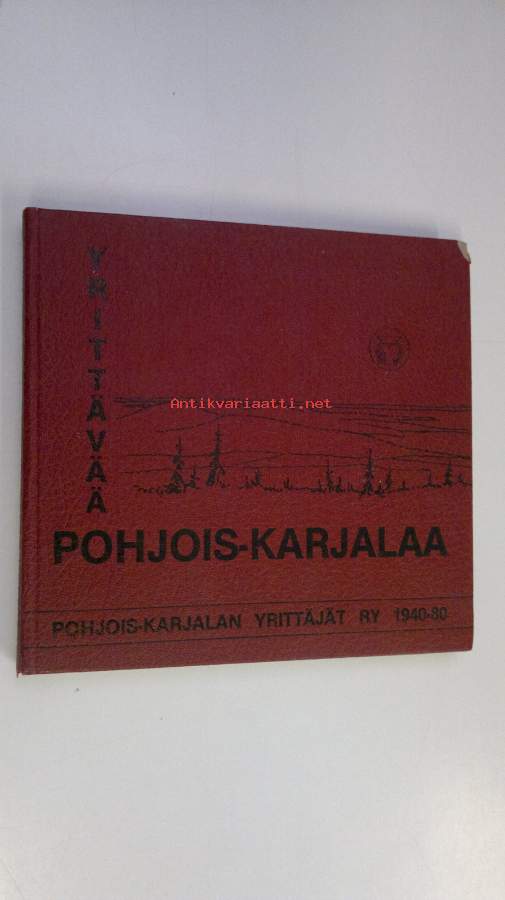 YRITTÄVÄÄ
Antikvariaatti.net
POHJOIS-KARJALAA
POHJOIS-KARJALAN YRITTÄJÄT RY 1940-80